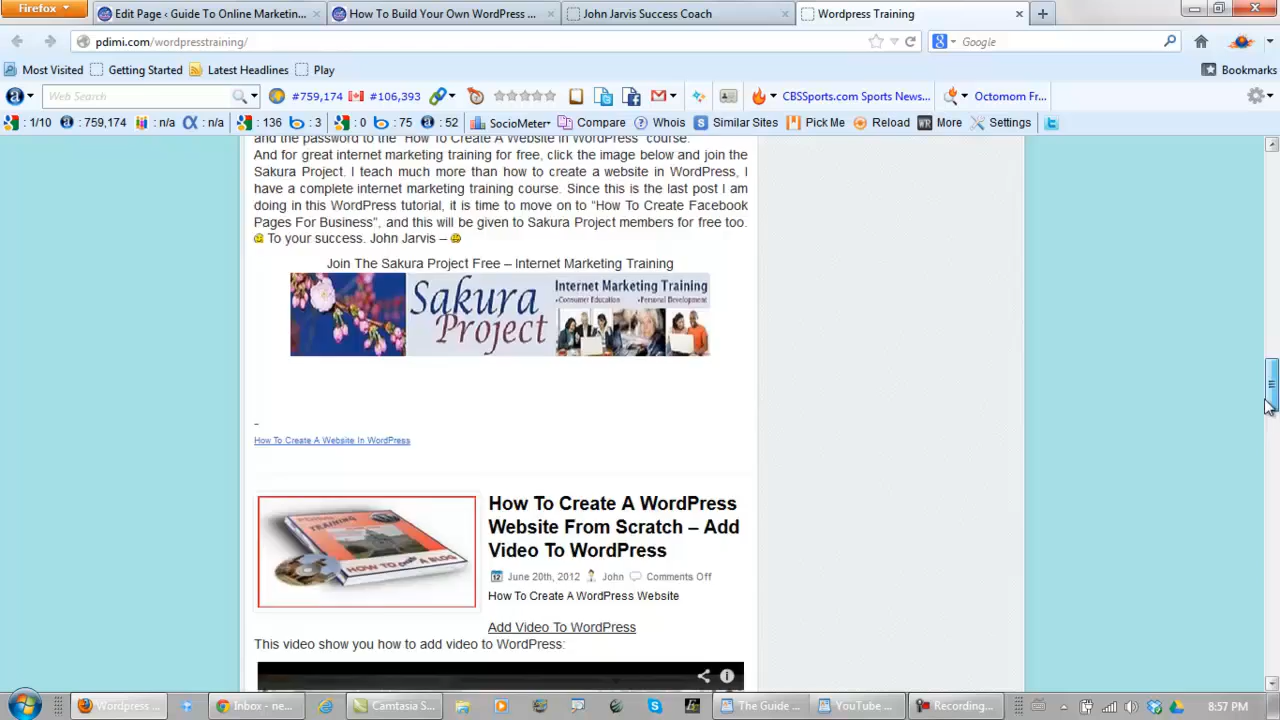 Firefox
Edit Page ‹ Guide To Online Marketin...
How To Build Your Own WordPress ...
John Jarvis Success Coach
Wordpress Training
pdimi.com/wordpresstraining/
Google
Most Visited
Getting Started
Latest Headlines
Play
Bookmarks
Web Search
#759,174
#106,393
CBSSports.com Sports News...
Octomom Fr...
: 1/10
: 759,174
: n/a
: n/a
: 136
: 3
: 0
: 75
: 52
SocioMeter
Compare
Whois
Similar Sites
Pick Me
Reload
More
Settings
and the password to the "How To Create A Website in WordPress" course.
And for great internet marketing training for free, click the image below and join the
Sakura Project. I teach much more than how to create a website in WordPress, I
have a complete internet marketing training course. Since this is the last post I am
doing in this WordPress tutorial, it is time to move on to “How To Create Facebook
Pages For Business”, and this will be given to Sakura Project members for free too.
To your success. John Jarvis –
Join The Sakura Project Free – Internet Marketing Training
Sakura Project
Internet Marketing Training
•Consumer Education •Personal Development
–
How To Create A Website In WordPress
TRAINING
HOW TO A BLOG
How To Create A WordPress
Website From Scratch – Add
Video To WordPress
June 20th, 2012 John Comments Off
How To Create A WordPress Website
Add Video To WordPress
This video show you how to add video to WordPress:
Wordpress ...
Inbox - ne...
Camtasia S...
The Guide ...
YouTube ...
Recording...
8:57 PM